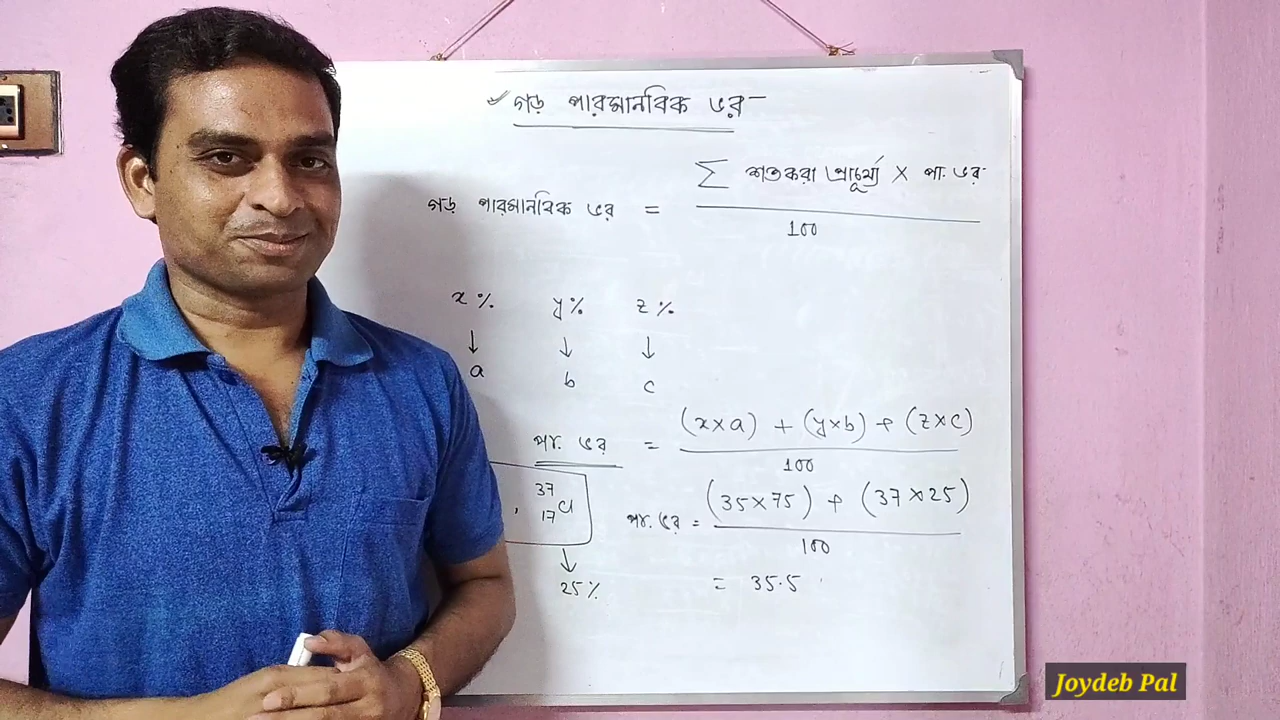 গড় পারমানবিক ভর
গড় পারমানবিক ভর = ∑ শতকরা প্রাচুর্য্য × পা. ভর / 100
x% y% z%
↓ ↓ ↓
a b c
পা. ভর = (x×a) + (y×b) + (z×c) / 100
, 37 17 Cl
↓
25%
পা. ভর = (35×75) + (37×25) / 100
= 35.5
Joydeb Pal